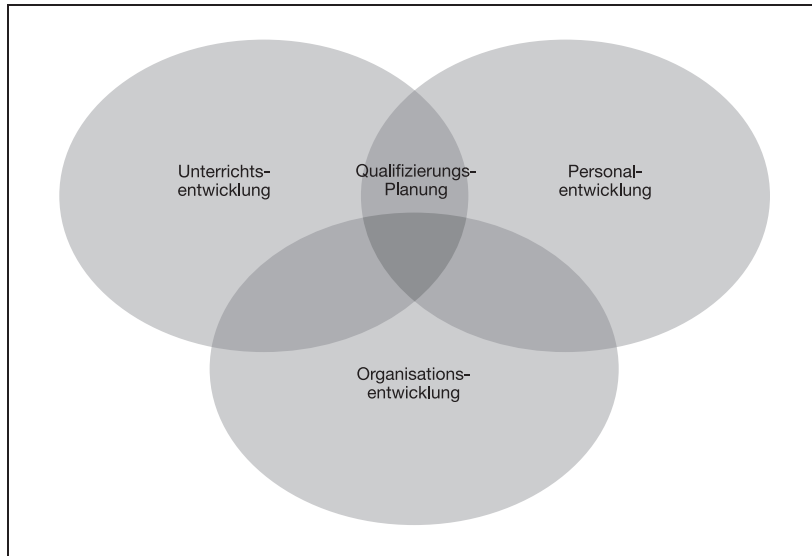 Unterrichts-
entwicklung
Qualifizierungs-
Planung
Personal-
entwicklung
Organisations-
entwicklung